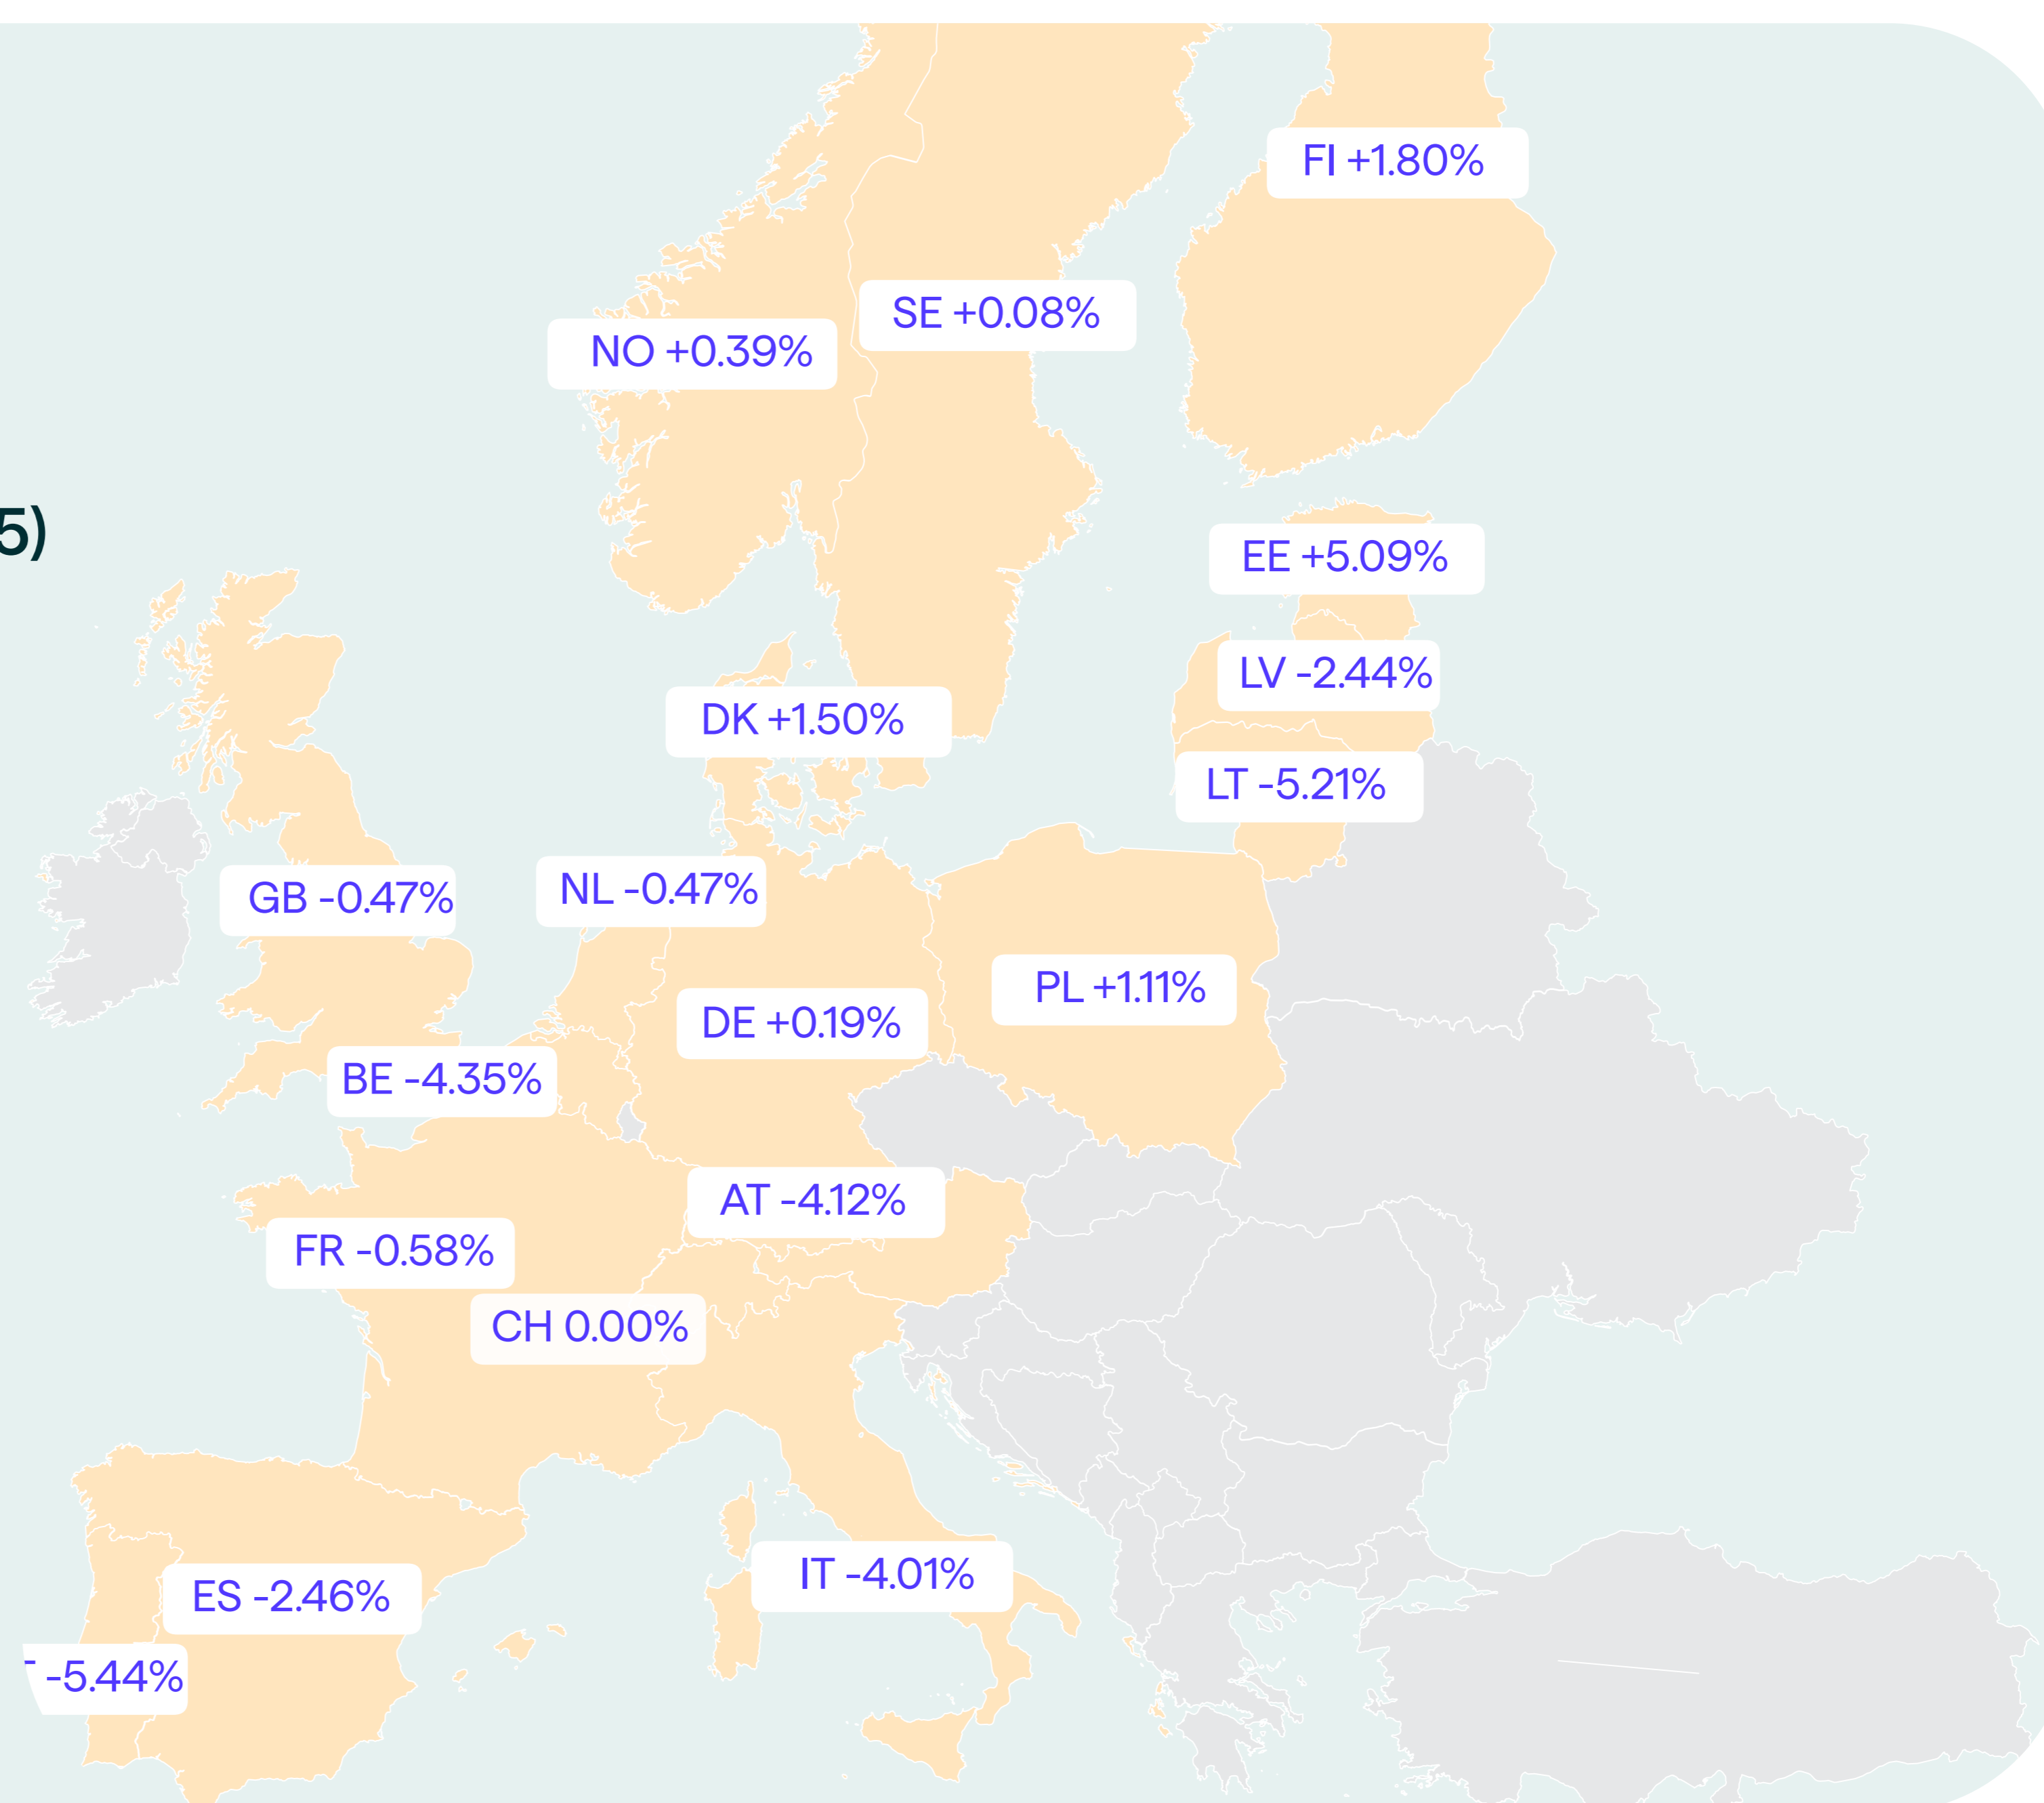 FI +1.80%
SE +0.08%
NO +0.39%
5)
EE +5.09%
LV -2.44%
DK +1.50%
LT -5.21%
GB -0.47%
NL -0.47%
PL +1.11%
DE +0.19%
BE -4.35%
AT -4.12%
FR -0.58%
CH 0.00%
IT -4.01%
ES -2.46%
-5.44%